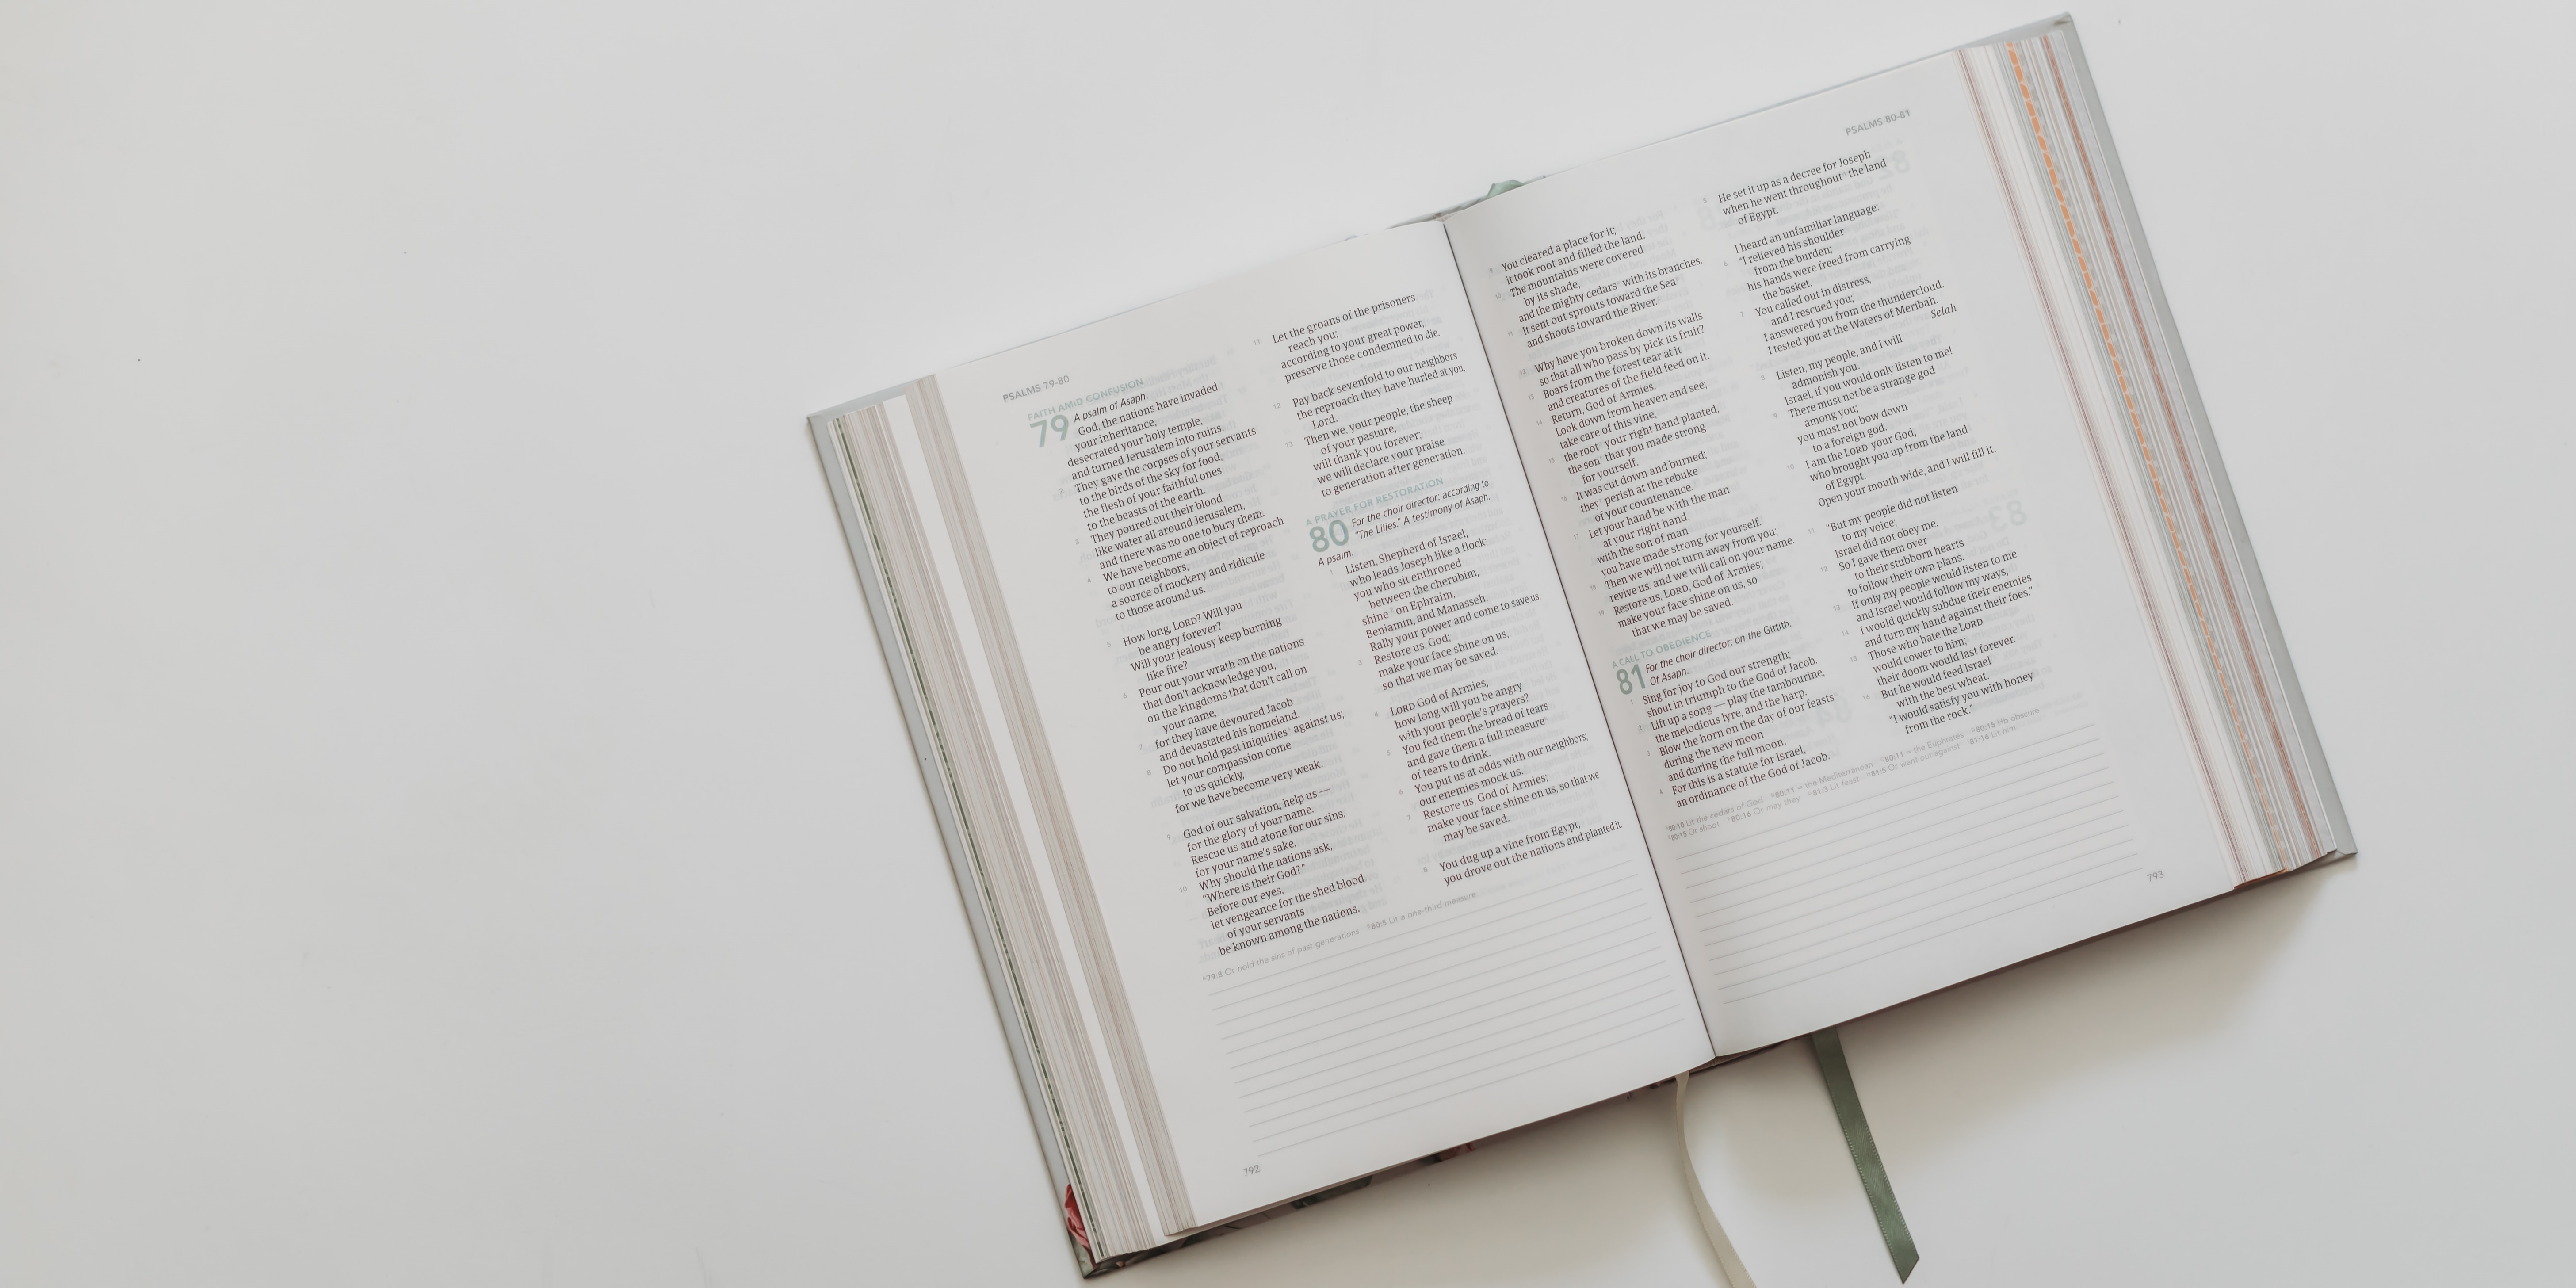 PSALMS 79-80
FAITH AMID CONFUSION
79 A psalm of Asaph.
God, the nations have invaded
your inheritance,
desecrated your holy temple,
and turned Jerusalem into ruins.
2 They gave the corpses of your servants
to the birds of the sky for food,
the flesh of your faithful ones
to the beasts of the earth.
3 They poured out their blood
like water all around Jerusalem,
and there was no one to bury them.
4 We have become an object of reproach
to our neighbors,
a source of mockery and ridicule
to those around us.
5 How long, LORD? Will you
be angry forever?
Will your jealousy keep burning
like fire?
6 Pour out your wrath on the nations
that don't acknowledge you,
on the kingdoms that don't call on
your name,
7 for they have devoured Jacob
and devastated his homeland.
8 Do not hold past iniquities against us;
let your compassion come
to us quickly,
for we have become very weak.
9 God of our salvation, help us —
for the glory of your name.
Rescue us and atone for our sins,
for your name's sake.
10 Why should the nations ask,
“Where is their God?”
Before our eyes,
let vengeance for the shed blood
of your servants
be known among the nations.
11 Let the groans of the prisoners
reach you;
according to your great power,
preserve those condemned to die.
12 Pay back sevenfold to our neighbors
the reproach they have hurled at you,
Lord.
13 Then we, your people, the sheep
of your pasture,
will thank you forever;
we will declare your praise
to generation after generation.
A PRAYER FOR RESTORATION
80 For the choir director: according to
“The Lilies.” A testimony of Asaph.
A psalm.
1 Listen, Shepherd of Israel,
who leads Joseph like a flock;
you who sit enthroned
between the cherubim,
shine 2 on Ephraim,
Benjamin, and Manasseh.
Rally your power and come to save us.
3 Restore us, God;
make your face shine on us,
so that we may be saved.
4 LORD God of Armies,
how long will you be angry
with your people's prayers?
5 You fed them the bread of tears
and gave them a full measure
of tears to drink.
6 You put us at odds with our neighbors;
our enemies mock us.
7 Restore us, God of Armies;
make your face shine on us, so that we
may be saved.
8 You dug up a vine from Egypt;
you drove out the nations and planted it.
79:8 Or hold the sins of past generations 80:5 Lit a one-third measure
792
PSALMS 80-81
9 You cleared a place for it;
it took root and filled the land.
10 The mountains were covered
by its shade,
and the mighty cedars with its branches.
11 It sent out sprouts toward the Sea
and shoots toward the River.
12 Why have you broken down its walls
so that all who pass by pick its fruit?
13 Boars from the forest tear at it
and creatures of the field feed on it.
14 Return, God of Armies.
Look down from heaven and see;
take care of this vine,
15 the root your right hand planted,
the son that you made strong
for yourself.
16 It was cut down and burned;
they perish at the rebuke
of your countenance.
17 Let your hand be with the man
at your right hand,
with the son of man
you have made strong for yourself.
18 Then we will not turn away from you;
revive us, and we will call on your name.
19 Restore us, LORD, God of Armies;
make your face shine on us, so
that we may be saved.
A CALL TO OBEDIENCE
81 For the choir director: on the Gittith.
Of Asaph.
1 Sing for joy to God our strength;
shout in triumph to the God of Jacob.
2 Lift up a song — play the tambourine,
the melodious lyre, and the harp.
3 Blow the horn on the day of our feasts
during the new moon
and during the full moon.
4 For this is a statute for Israel,
an ordinance of the God of Jacob.
5 He set it up as a decree for Joseph
when he went throughout the land
of Egypt.
I heard an unfamiliar language:
6 “I relieved his shoulder
from the burden;
his hands were freed from carrying
the basket.
7 You called out in distress,
and I rescued you;
I answered you from the thundercloud.
I tested you at the Waters of Meribah. Selah
8 Listen, my people, and I will
admonish you.
Israel, if you would only listen to me!
9 There must not be a strange god
among you;
you must not bow down
to a foreign god.
10 I am the LORD your God,
who brought you up from the land
of Egypt.
Open your mouth wide, and I will fill it.
11 “But my people did not listen
to my voice;
Israel did not obey me.
12 So I gave them over
to their stubborn hearts
to follow their own plans.
13 If only my people would listen to me
and Israel would follow my ways,
14 I would quickly subdue their enemies
and turn my hand against their foes.”
15 Those who hate the LORD
would cower to him;
their doom would last forever.
16 But he would feed Israel
with the best wheat.
“I would satisfy you with honey
from the rock.”
80:10 Lit the cedars of God 80:11 = the Mediterranean 80:11 = the Euphrates 80:15 Hb obscure
80:15 Or shoot 80:16 Or may they 81:3 Lit feast 81:5 Or went out against 81:16 Lit him
793